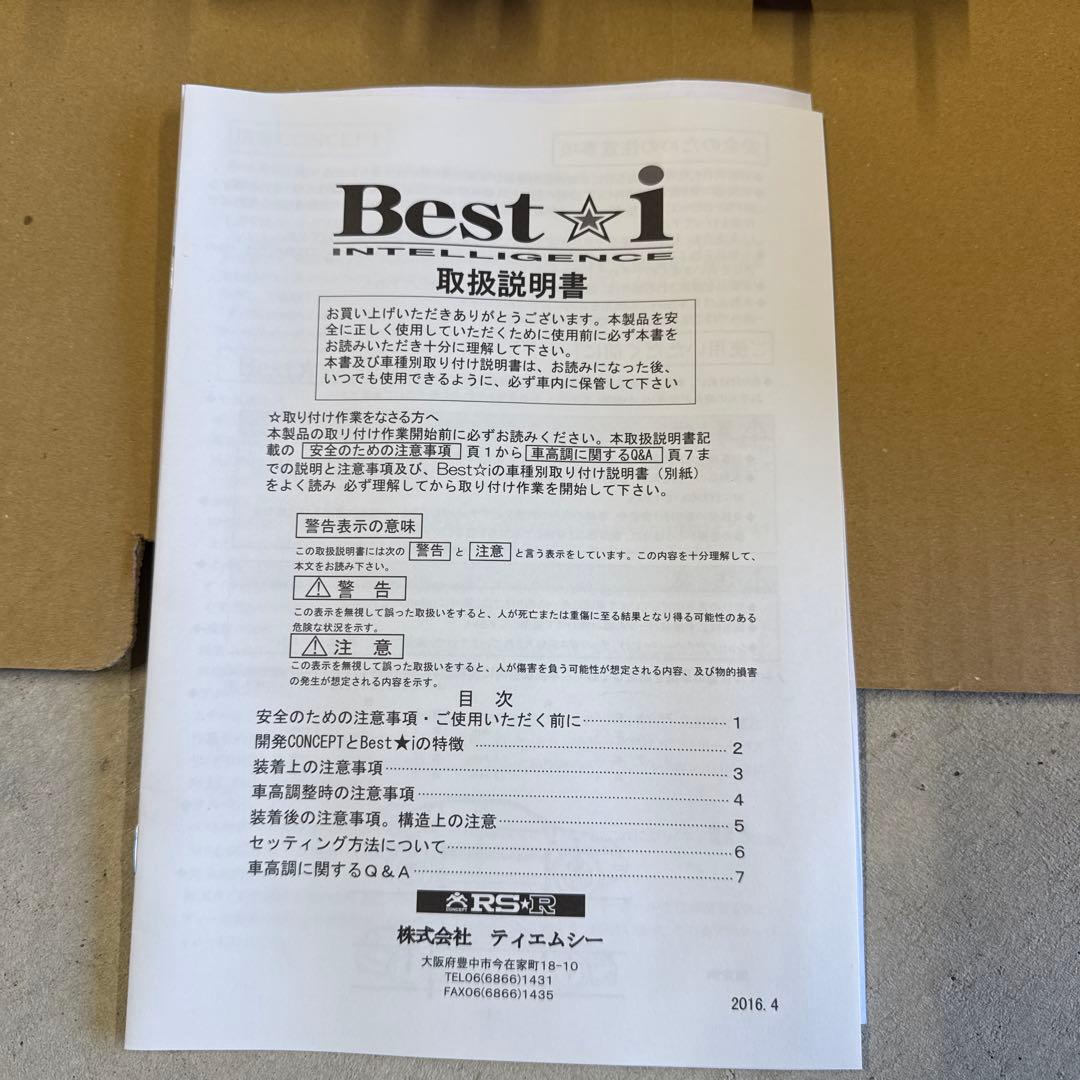 Best☆i
INTELLIGENCE
取扱説明書
お買い上げいただきありがとうございます。本製品を安
全に正しく使用していただくために使用前に必ず本書を
お読みいただき十分に理解して下さい。
本書及び車種別取り付け説明書は、お読みになった後、
いつでも使用できるように、必ず車内に保管して下さい
☆取り付け作業をなさる方へ
本製品の取り付け作業開始前に必ずお読みください。本取扱説明書記
載の 安全のための注意事項 頁1から 車高調に関するQ&A 頁7ま
での説明と注意事項及び、Best☆iの車種別取り付け説明書（別紙）
をよく読み 必ず理解してから取り付け作業を開始して下さい。
警告表示の意味
この取扱説明書には次の 警告 と 注意 と言う表示をしています。この内容を十分理解して、
本文をお読み下さい。
⚠警 告
この表示を無視して誤った取扱いをすると、人が死亡または重傷に至る結果となり得る可能性のある
危険な状況を示す。
⚠注 意
この表示を無視して誤った取扱いをすると、人が傷害を負う可能性が想定される内容、及び物的損害
の発生が想定される内容を示す。
目 次
安全のための注意事項・ご使用いただく前に……………… 1
開発CONCEPTとBest★iの特徴 ……………………………… 2
装着上の注意事項………………………………………… 3
車高調整時の注意事項…………………………………… 4
装着後の注意事項。構造上の注意……………………… 5
セッティング方法について……………………………… 6
車高調に関するQ&A……………………………………… 7
CONCEPT RS★R
株式会社 ティエムシー
大阪府豊中市今在家町18-10
TEL06(6866)1431
FAX06(6866)1435
2016.4